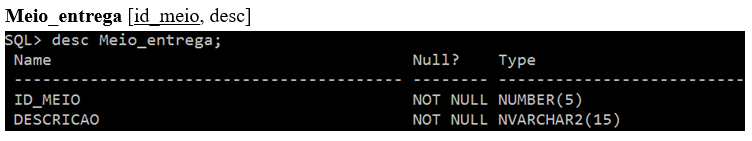 Meio_entrega [id_meio, desc]
SQL> desc Meio_entrega;
Name Null? Type
----------------------------------------- -------- ----------------------------
ID_MEIO NOT NULL NUMBER(5)
DESCRICAO NOT NULL NVARCHAR2(15)